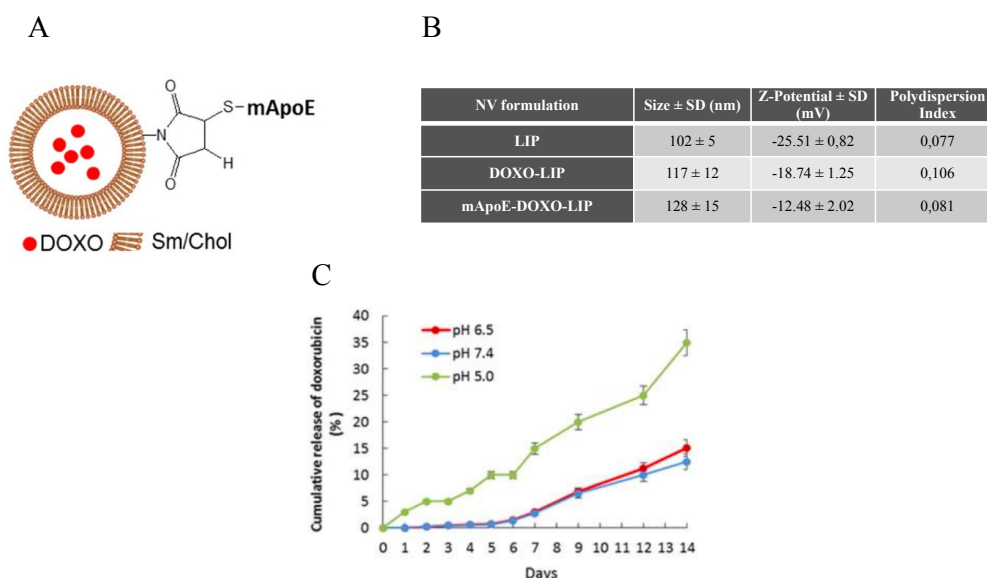 A
O
S-mApoE
N
H
O
DOXO Sm/Chol
B
NV formulation Size ± SD (nm) Z-Potential ± SD (mV) Polydispersion Index
LIP 102 ± 5 -25.51 ± 0,82 0,077
DOXO-LIP 117 ± 12 -18.74 ± 1.25 0,106
mApoE-DOXO-LIP 128 ± 15 -12.48 ± 2.02 0,081
C
Cumulative release of doxorubicin
(%)
40
35
30
25
20
15
10
5
0
pH 6.5
pH 7.4
pH 5.0
0 1 2 3 4 5 6 7 8 9 10 11 12 13 14
Days